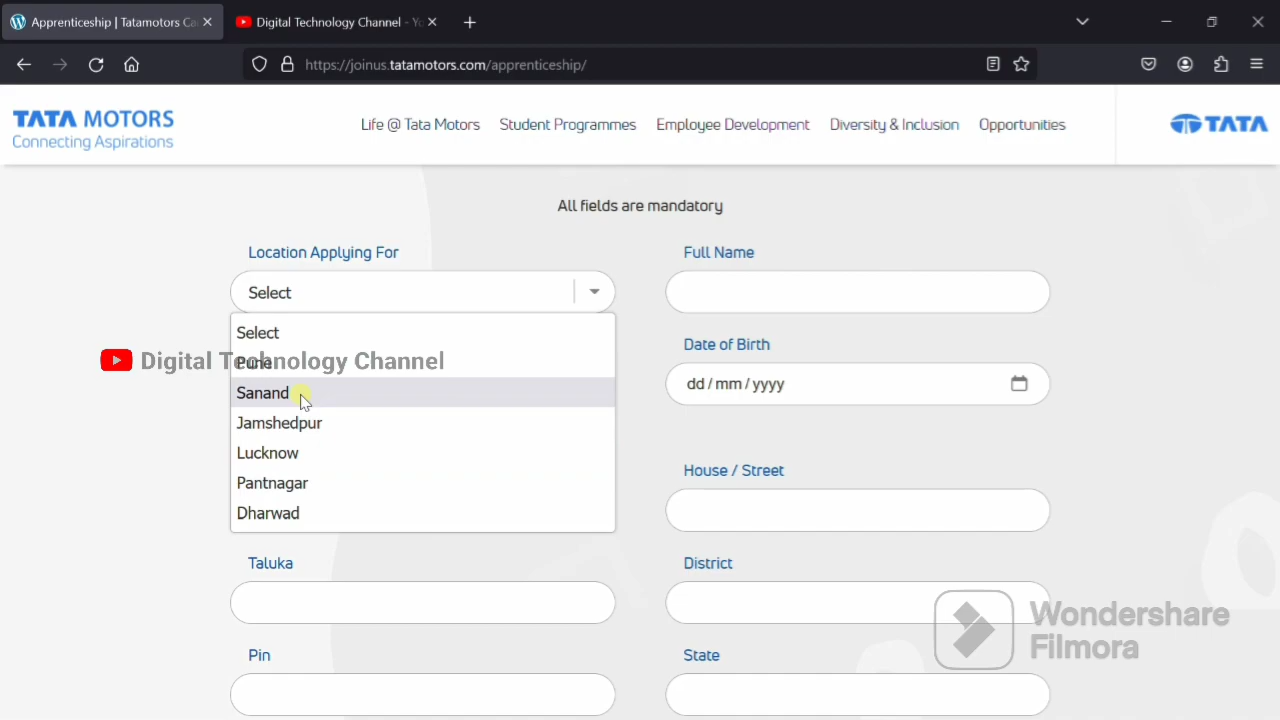 Apprenticeship | Tatamotors Ca
Digital Technology Channel - Yo
https://joinus.tatamotors.com/apprenticeship/
TATA MOTORS
Connecting Aspirations
Life @ Tata Motors
Student Programmes
Employee Development
Diversity & Inclusion
Opportunities
TATA
All fields are mandatory
Location Applying For
Full Name
Select
Select
Date of Birth
Pune
Digital Technology Channel
dd / mm / yyyy
Sanand
Jamshedpur
Lucknow
House / Street
Pantnagar
Dharwad
Taluka
District
Wondershare
Filmora
Pin
State